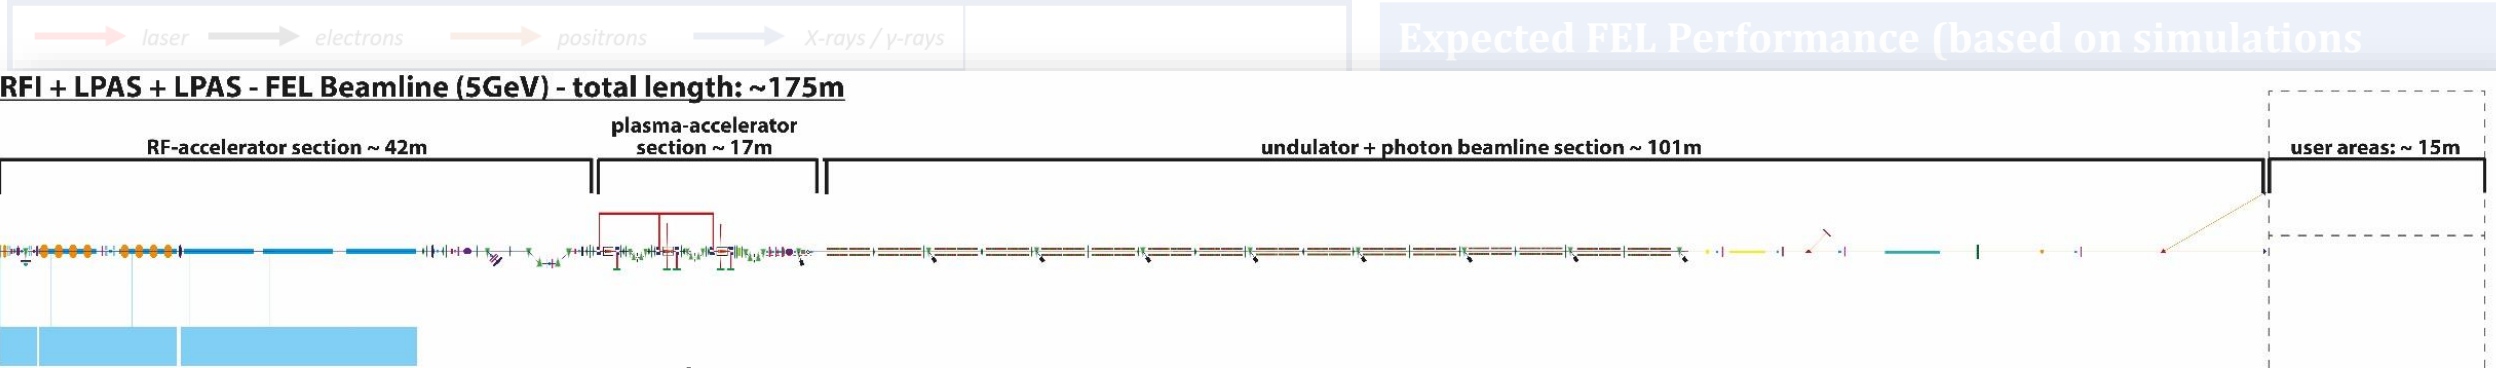 laser electrons positrons X-rays / γ-rays
Expected FEL Performance (based on simulations
RFI + LPAS + LPAS - FEL Beamline (5GeV) - total length: ~175m
RF-accelerator section ~ 42m
plasma-accelerator
section ~ 17m
undulator + photon beamline section ~ 101m
user areas: ~ 15m